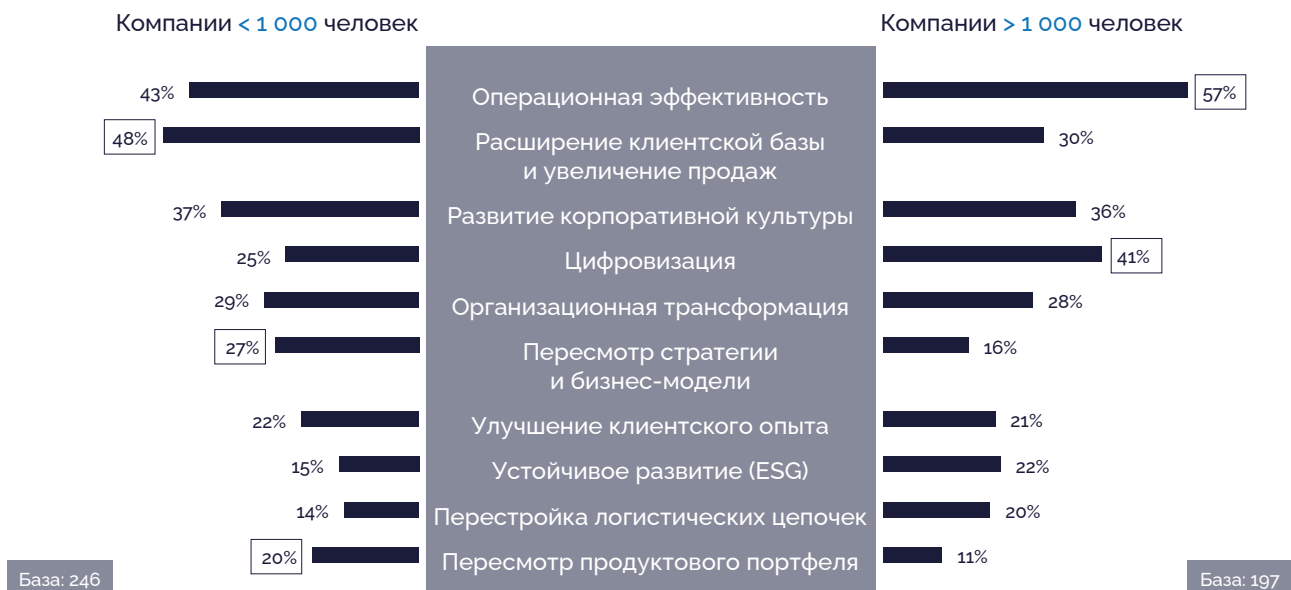 Компании < 1 000 человек
Компании > 1 000 человек
43%
Операционная эффективность
57%
48%
Расширение клиентской базы
и увеличение продаж
30%
37%
Развитие корпоративной культуры
36%
25%
Цифровизация
41%
29%
Организационная трансформация
28%
27%
Пересмотр стратегии
и бизнес-модели
16%
22%
Улучшение клиентского опыта
21%
15%
Устойчивое развитие (ESG)
22%
14%
Перестройка логистических цепочек
20%
20%
Пересмотр продуктового портфеля
11%
База: 246
База: 197